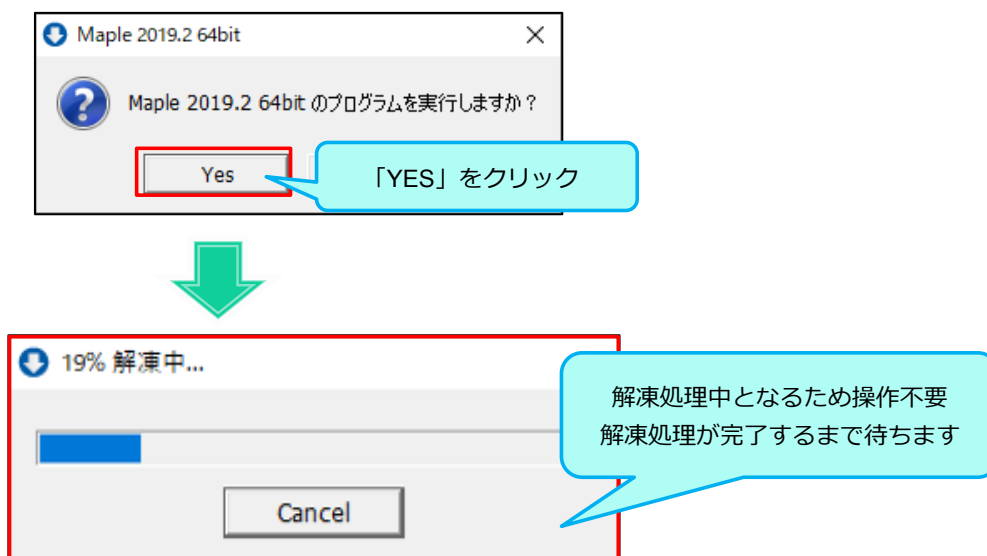 Maple 2019.2 64bit
Maple 2019.2 64bit のプログラムを実行しますか？
Yes
「YES」をクリック
19% 解凍中...
解凍処理中となるため操作不要
解凍処理が完了するまで待ちます
Cancel